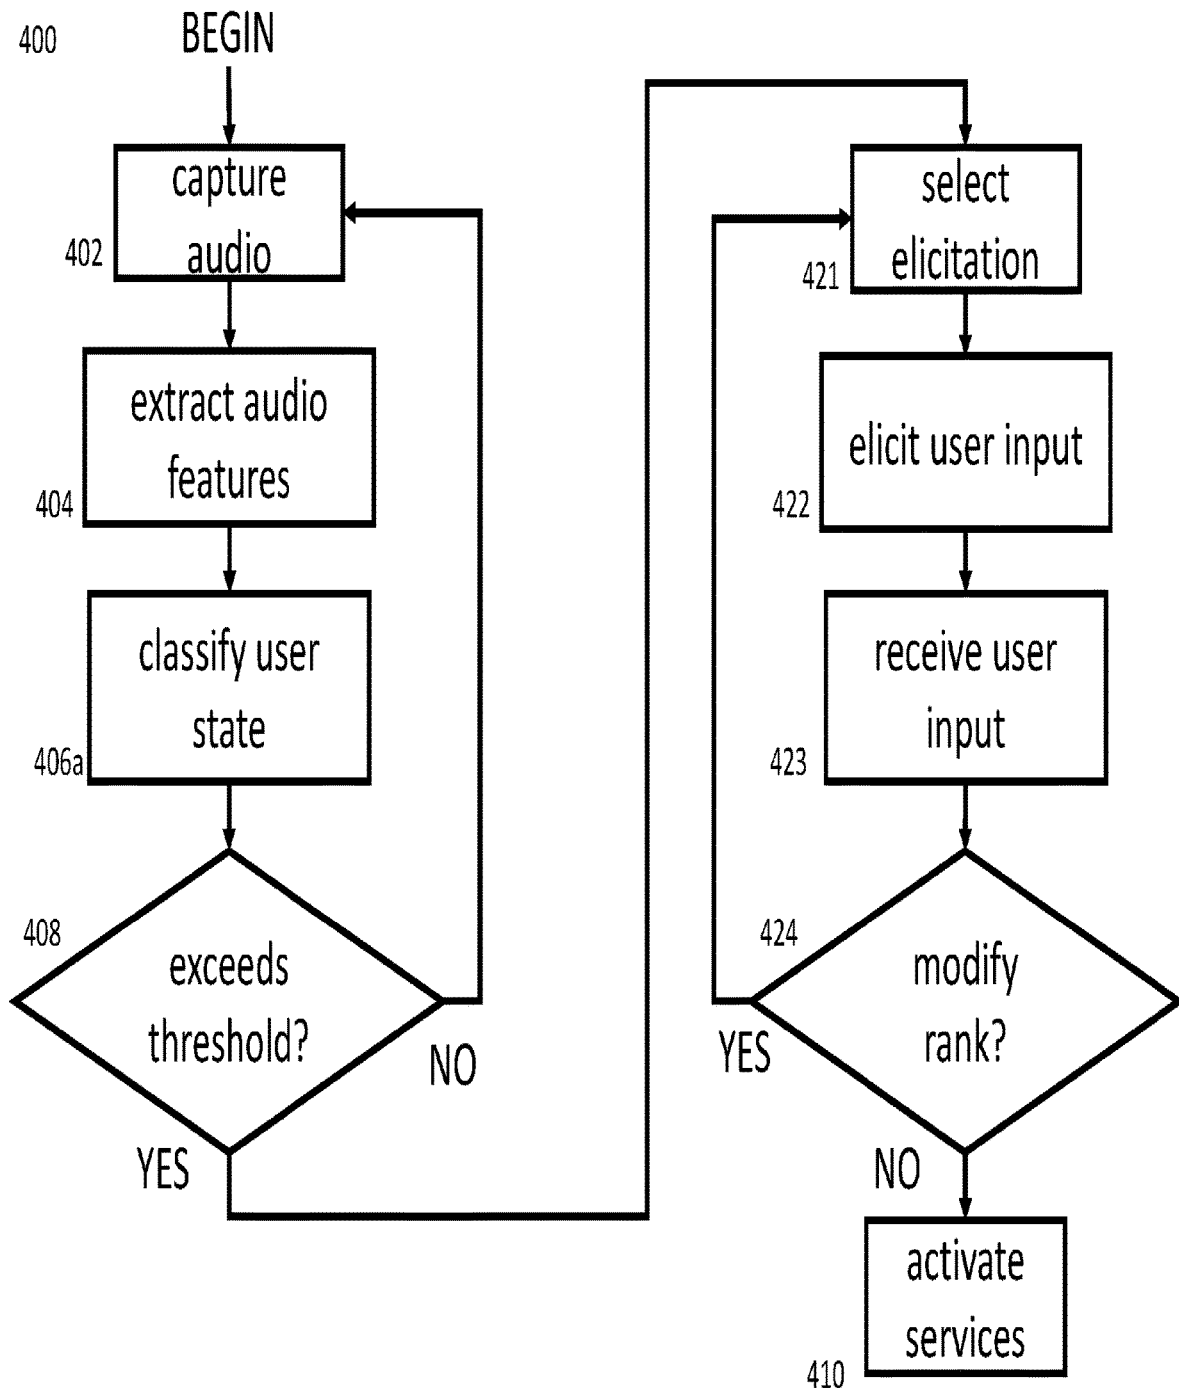 400
BEGIN
capture
audio
402
extract audio
features
404
classify user
state
406a
408
exceeds
threshold?
NO
YES
select
elicitation
421
elicit user input
422
receive user
input
423
424
modify
rank?
YES
NO
activate
services
410